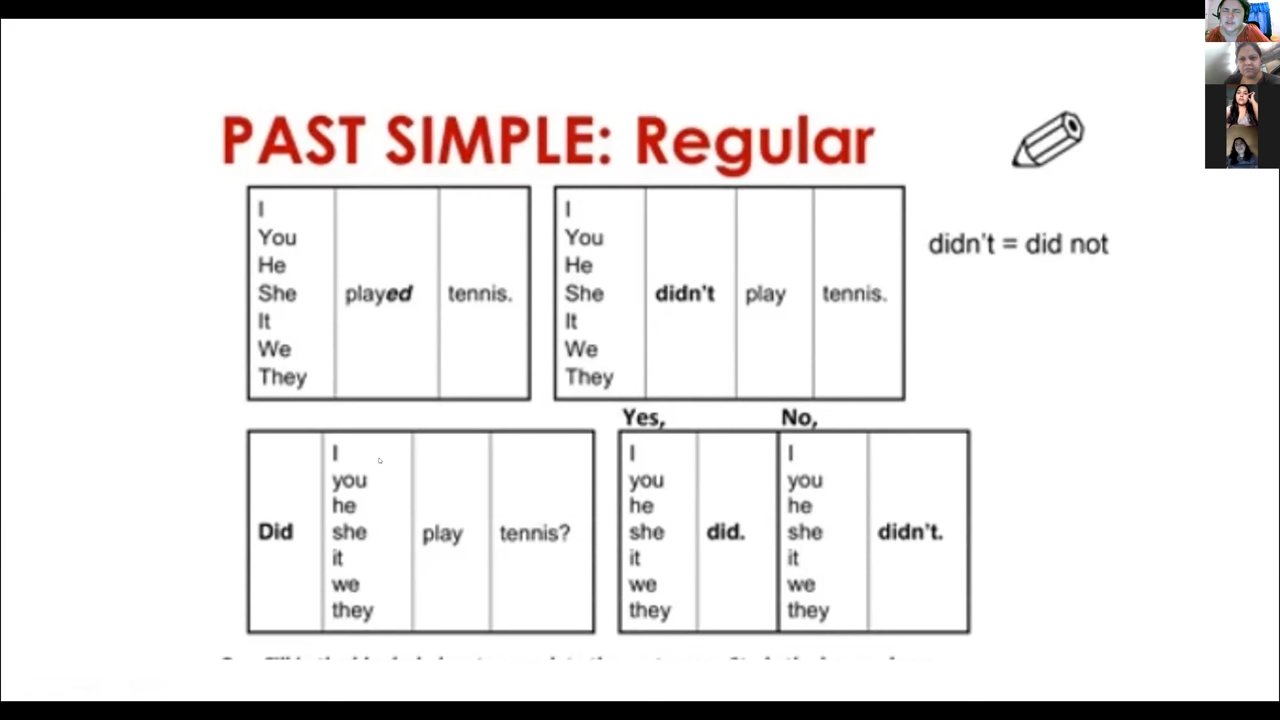 PAST SIMPLE: Regular
I
You
He
She
It
We
They
played
tennis.
I
You
He
She
It
We
They
didn't
play
tennis.
didn't = did not
Did
I
you
he
she
it
we
they
play
tennis?
Yes,
I
you
he
she
it
we
they
did.
No,
I
you
he
she
it
we
they
didn't.